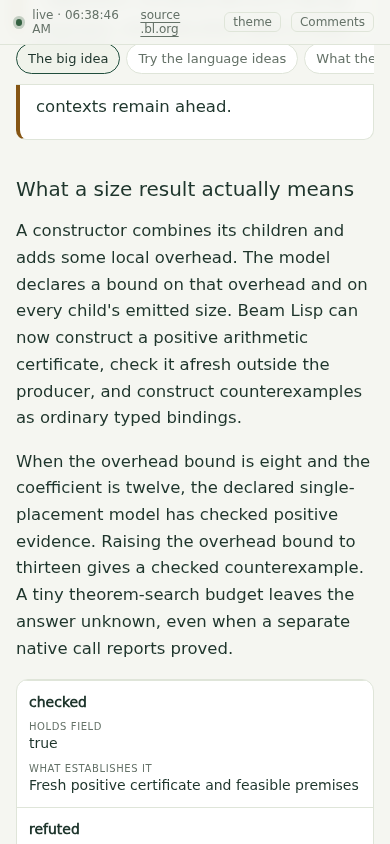 live · 06:38:46 AM
source.bl.org
theme
Comments
The big idea
Try the language ideas
What the
contexts remain ahead.
What a size result actually means
A constructor combines its children and
adds some local overhead. The model
declares a bound on that overhead and on
every child's emitted size. Beam Lisp can
now construct a positive arithmetic
certificate, check it afresh outside the
producer, and construct counterexamples
as ordinary typed bindings.
When the overhead bound is eight and the
coefficient is twelve, the declared single-
placement model has checked positive
evidence. Raising the overhead bound to
thirteen gives a checked counterexample.
A tiny theorem-search budget leaves the
answer unknown, even when a separate
native call reports proved.
checked
HOLDS FIELD
true
WHAT ESTABLISHES IT
Fresh positive certificate and feasible premises
refuted